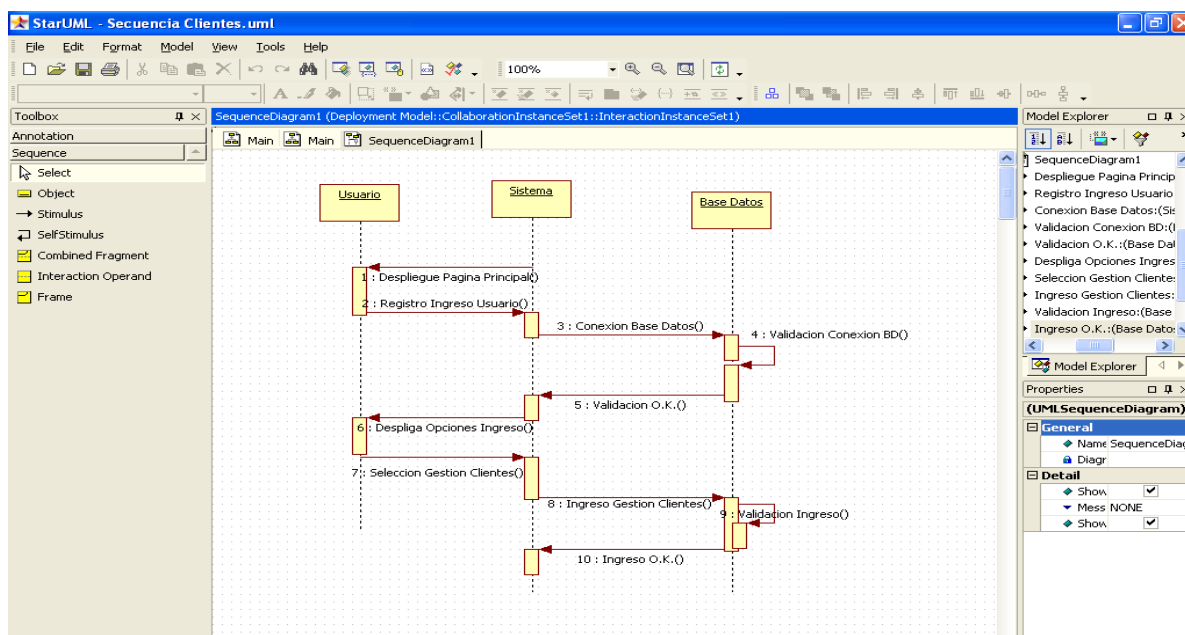 StarUML - Secuencia Clientes.uml
File Edit Format Model View Tools Help
100%
Toolbox
Annotation
Sequence
Select
Object
Stimulus
SelfStimulus
Combined Fragment
Interaction Operand
Frame
SequenceDiagram1 (Deployment Model::CollaborationInstanceSet1::InteractionInstanceSet1)
Main Main SequenceDiagram1
Usuario
Sistema
Base Datos
1 : Despliegue Pagina Principal()
2 : Registro Ingreso Usuario()
3 : Conexion Base Datos()
4 : Validacion Conexion BD()
5 : Validacion O.K.()
6 : Despliga Opciones Ingreso()
7 : Selección Gestion Clientes()
8 : Ingreso Gestion Clientes()
9 : Validacion Ingreso()
10 : Ingreso O.K.()
Model Explorer
SequenceDiagram1
Despliegue Pagina Princip
Registro Ingreso Usuario
Conexion Base Datos:(Sis
Validacion Conexion BD:(
Validacion O.K.:(Base Dat
Despliga Opciones Ingres
Seleccion Gestion Cliente:
Ingreso Gestion Clientes:
Validacion Ingreso:(Base
Ingreso O.K.:(Base Dato:
Model Explorer
Properties
(UMLSequenceDiagram)
General
Name SequenceDiag
Diagr
Detail
Show
Mess NONE
Show